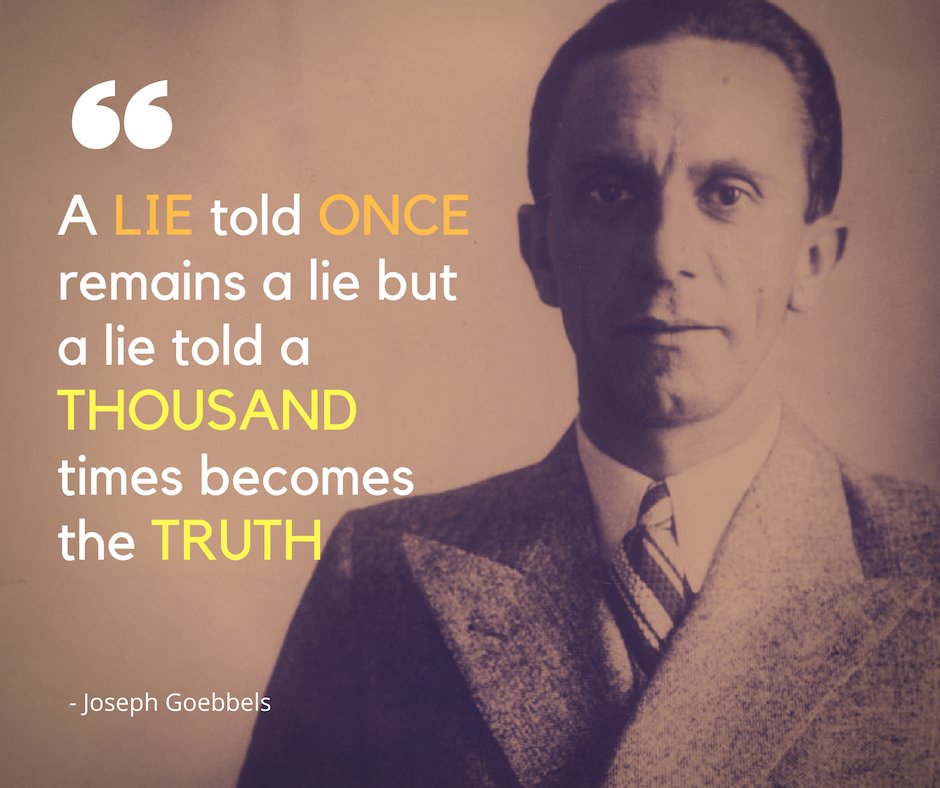 “
A LIE told ONCE
remains a lie but
a lie told a
THOUSAND
times becomes
the TRUTH
- Joseph Goebbels